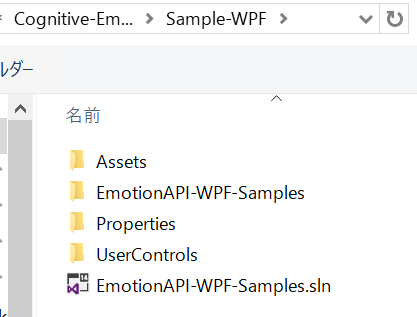 Cognitive-Em... > Sample-WPF >
ルダー
名前
Assets
EmotionAPI-WPF-Samples
Properties
UserControls
EmotionAPI-WPF-Samples.sln